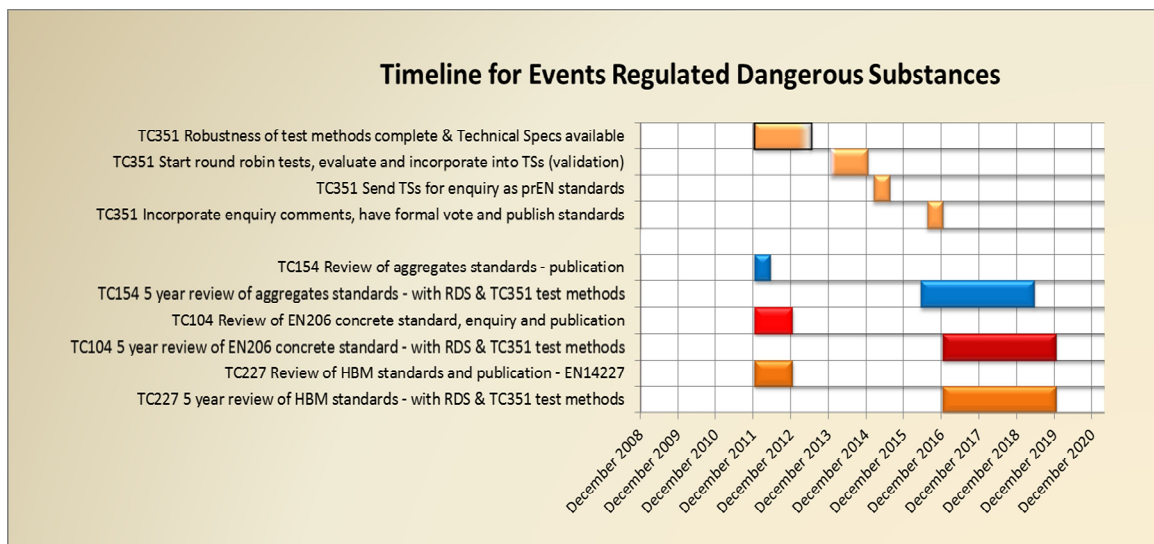 Timeline for Events Regulated Dangerous Substances
TC351 Robustness of test methods complete & Technical Specs available
TC351 Start round robin tests, evaluate and incorporate into TSs (validation)
TC351 Send TSs for enquiry as prEN standards
TC351 Incorporate enquiry comments, have formal vote and publish standards
TC154 Review of aggregates standards - publication
TC154 5 year review of aggregates standards - with RDS & TC351 test methods
TC104 Review of EN206 concrete standard, enquiry and publication
TC104 5 year review of EN206 concrete standard - with RDS & TC351 test methods
TC227 Review of HBM standards and publication - EN14227
TC227 5 year review of HBM standards - with RDS & TC351 test methods
December 2008
December 2009
December 2010
December 2011
December 2012
December 2013
December 2014
December 2015
December 2016
December 2017
December 2018
December 2019
December 2020